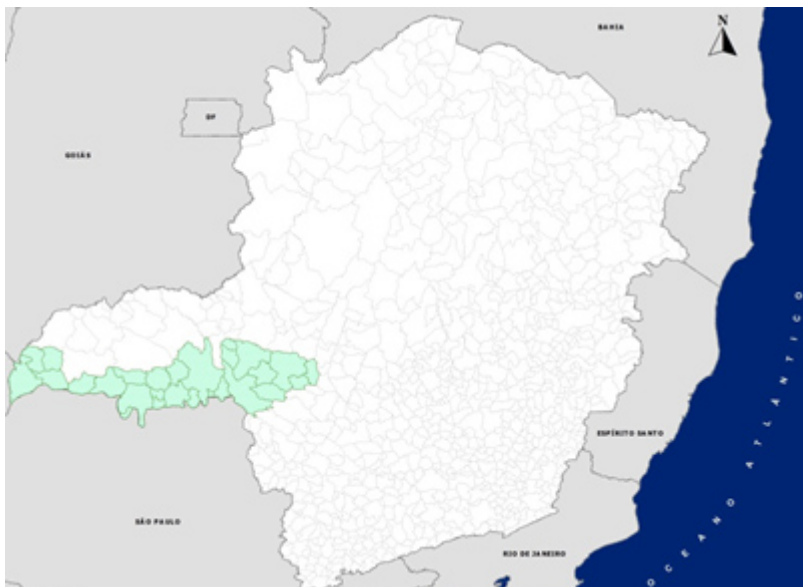 BAHIA
N
DF
GOIÁS
ESPÍRITO SANTO
SÃO PAULO
RIO DE JANEIRO
OCEANO ATLÂNTICO